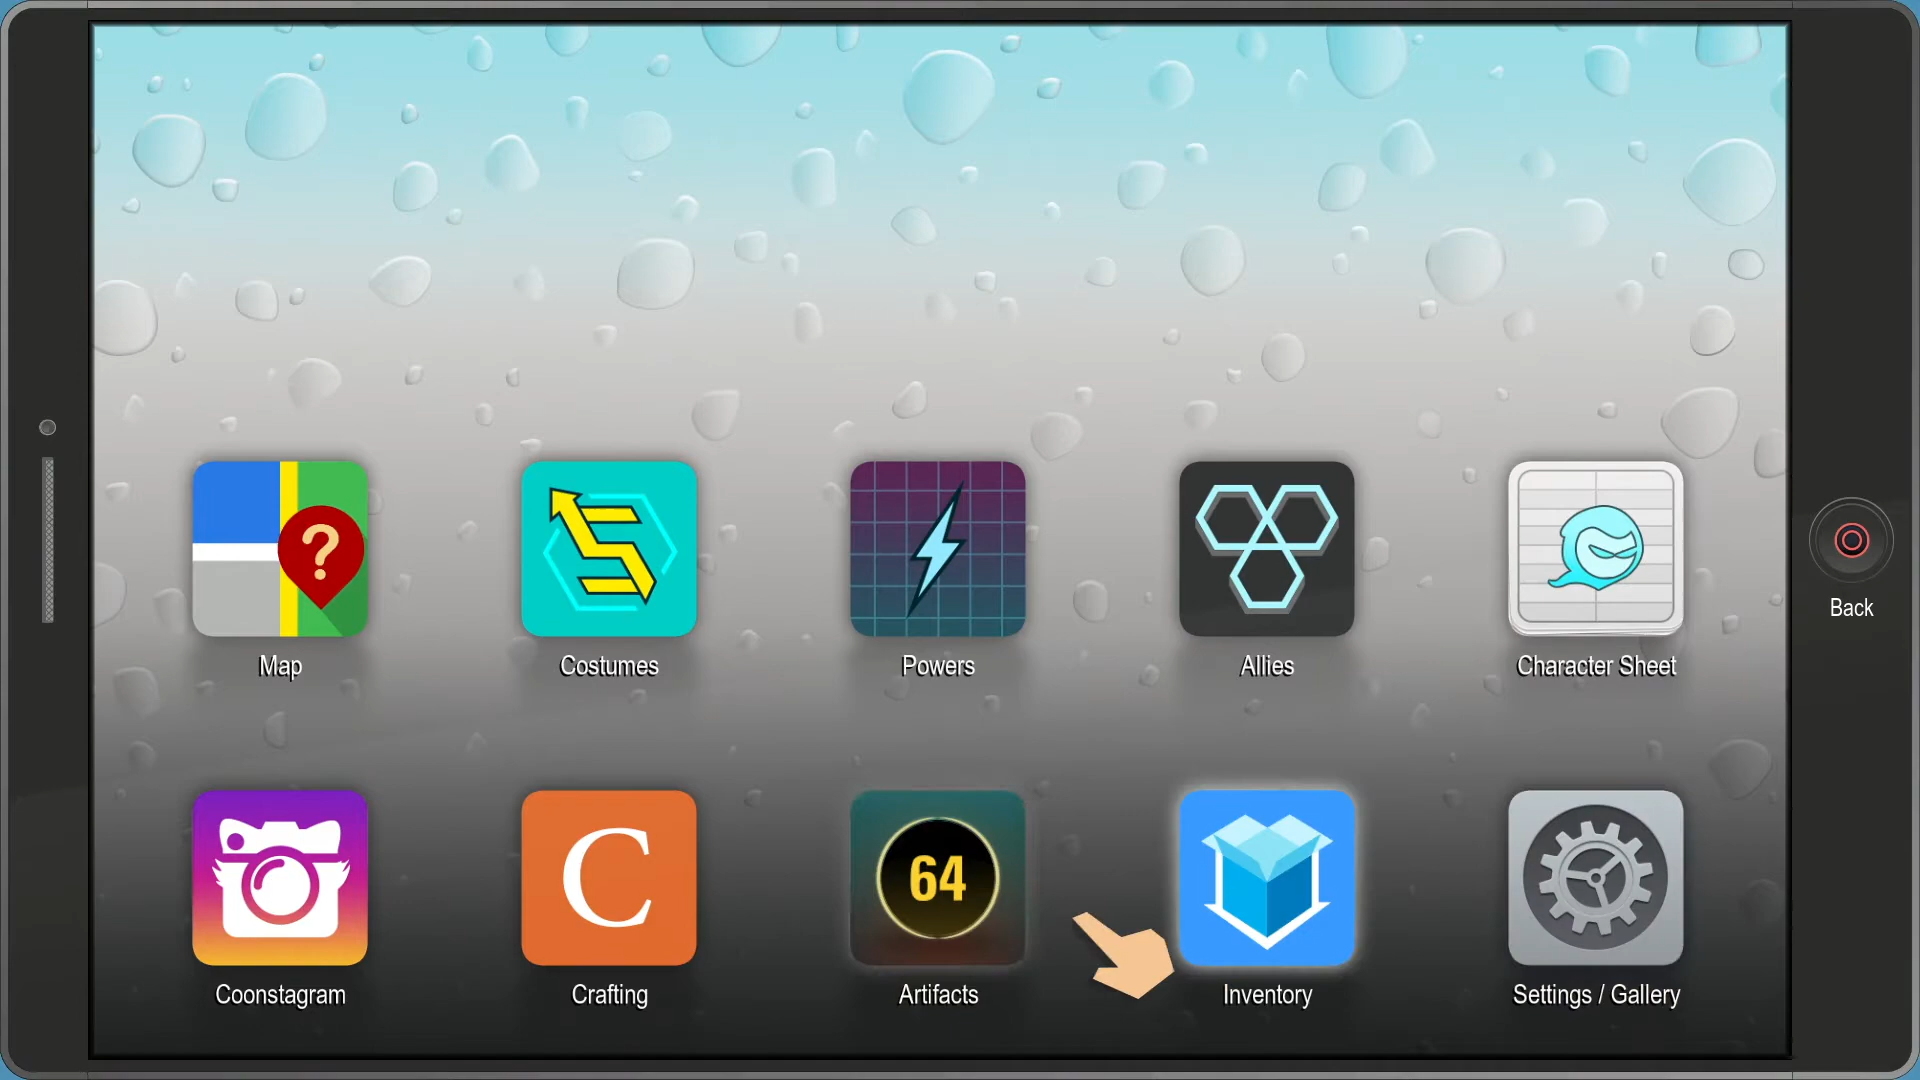 ?
Map
Costumes
Powers
Allies
Character Sheet
Back
C
64
Coonstagram
Crafting
Artifacts
Inventory
Settings / Gallery